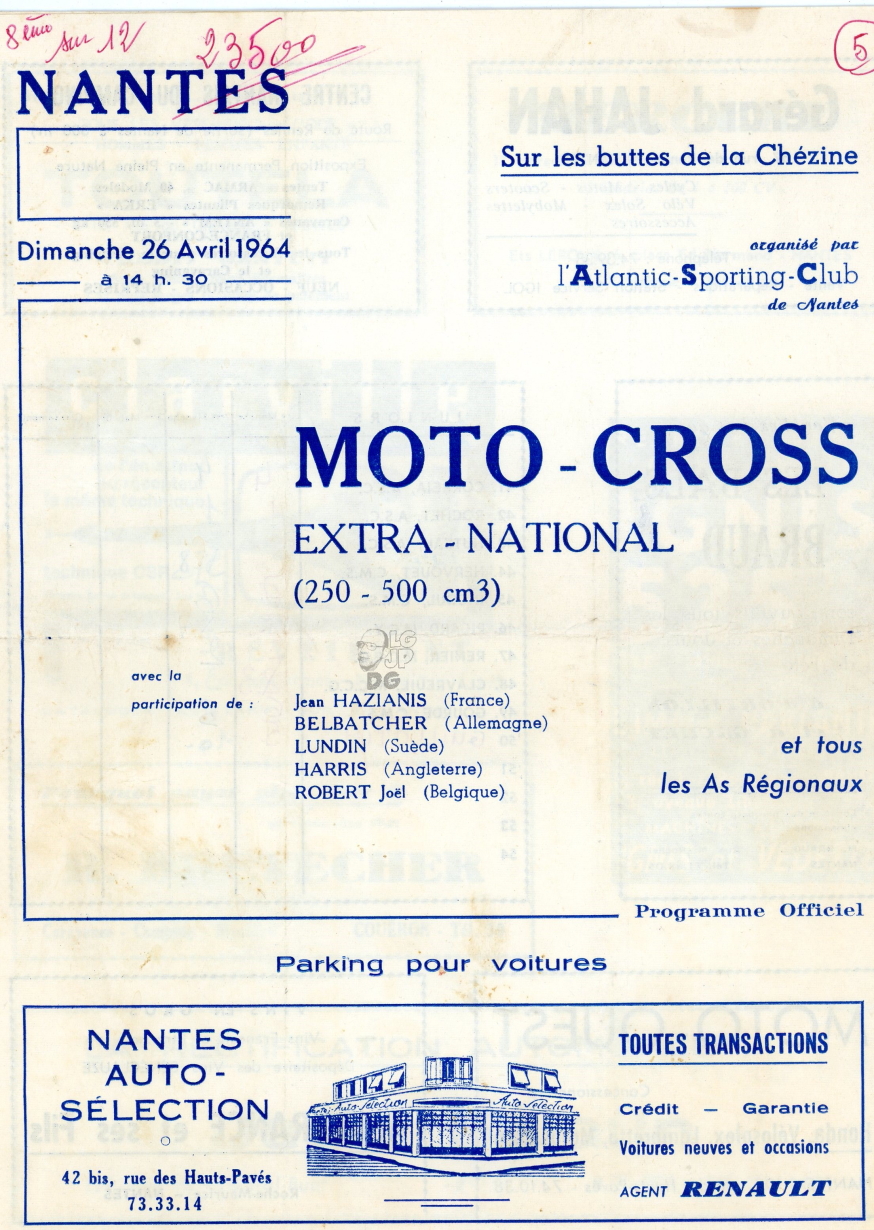 8ème sur 12
23500
5
NANTES
Sur les buttes de la Chézine
Dimanche 26 Avril 1964
à 14 h. 30
organisé par
l'Atlantic-Sporting-Club
de Nantes
MOTO - CROSS
EXTRA - NATIONAL
(250 - 500 cm3)
LG
JP
DG
avec la
participation de :
Jean HAZIANIS (France)
BELBATCHER (Allemagne)
LUNDIN (Suède)
HARRIS (Angleterre)
ROBERT Joël (Belgique)
et tous
les As Régionaux
Programme Officiel
Parking pour voitures
NANTES
AUTO-
SÉLECTION
42 bis, rue des Hauts-Pavés
73.33.14
Auto-Sélection
Auto-Sélection
TOUTES TRANSACTIONS
Crédit — Garantie
Voitures neuves et occasions
AGENT RENAULT